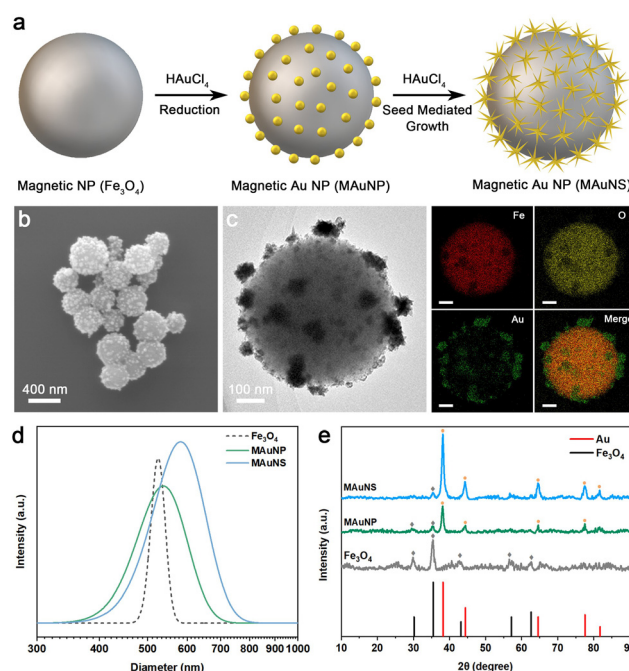 a
HAuCl₄
Reduction
HAuCl₄
Seed Mediated
Growth
Magnetic NP (Fe₃O₄)
Magnetic Au NP (MAuNP)
Magnetic Au NP (MAuNS)
b
400 nm
c
100 nm
Fe
O
Au
Merge
d
Intensity (a.u.)
Fe₃O₄
MAuNP
MAuNS
300 400 500 600 700 800 900 1000
Diameter (nm)
e
Intensity (a.u.)
Au
Fe₃O₄
MAuNS
MAuNP
Fe₃O₄
10 20 30 40 50 60 70 80 90
2θ (degree)